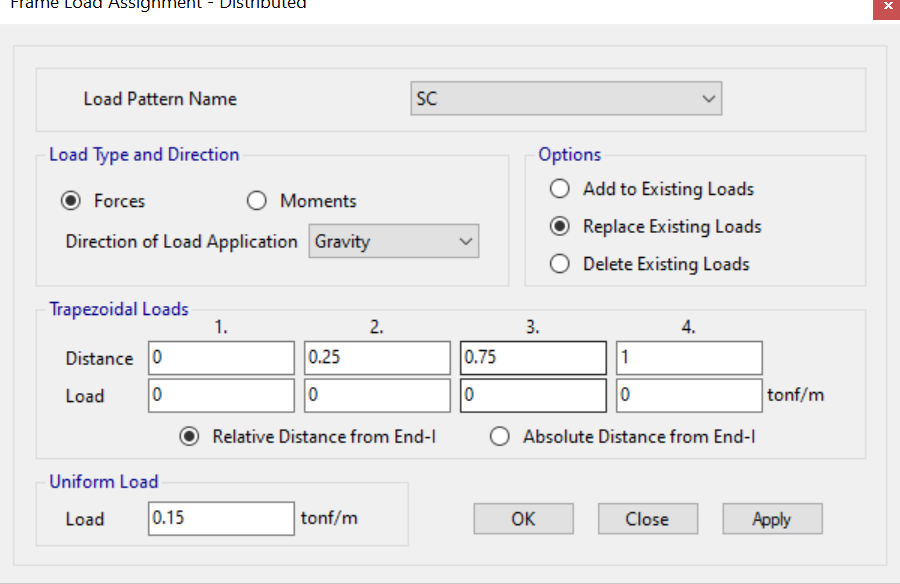 Frame Load Assignment - Distributed
Load Pattern Name SC
Load Type and Direction
Forces Moments
Direction of Load Application Gravity
Options
Add to Existing Loads
Replace Existing Loads
Delete Existing Loads
Trapezoidal Loads
1. 2. 3. 4.
Distance 0 0.25 0.75 1
Load 0 0 0 0 tonf/m
Relative Distance from End-I Absolute Distance from End-I
Uniform Load
Load 0.15 tonf/m
OK Close Apply